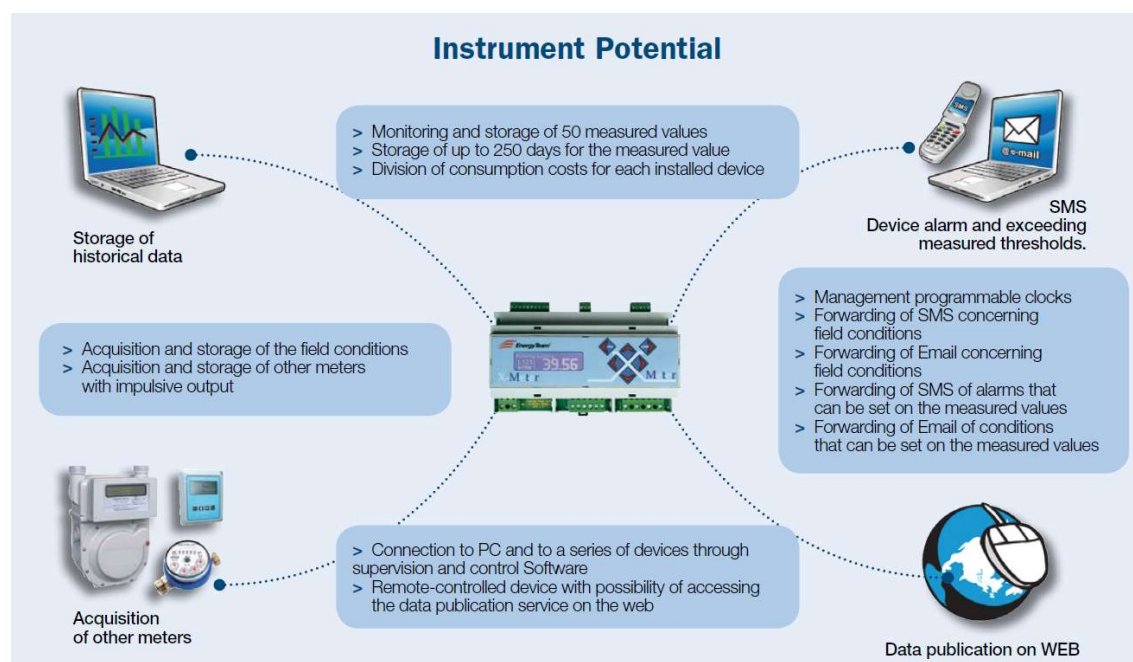 Instrument Potential
> Monitoring and storage of 50 measured values
> Storage of up to 250 days for the measured value
> Division of consumption costs for each installed device
Storage of
historical data
SMS
@e-mail
SMS
Device alarm and exceeding
measured thresholds.
> Acquisition and storage of the field conditions
> Acquisition and storage of other meters
with impulsive output
EnergyTeam
39.56
X Mtr
Mtr
> Management programmable clocks
> Forwarding of SMS concerning
field conditions
> Forwarding of Email concerning
field conditions
> Forwarding of SMS of alarms that
can be set on the measured values
> Forwarding of Email of conditions
that can be set on the measured values
Acquisition
of other meters
> Connection to PC and to a series of devices through
supervision and control Software
> Remote-controlled device with possibility of accessing
the data publication service on the web
Data publication on WEB